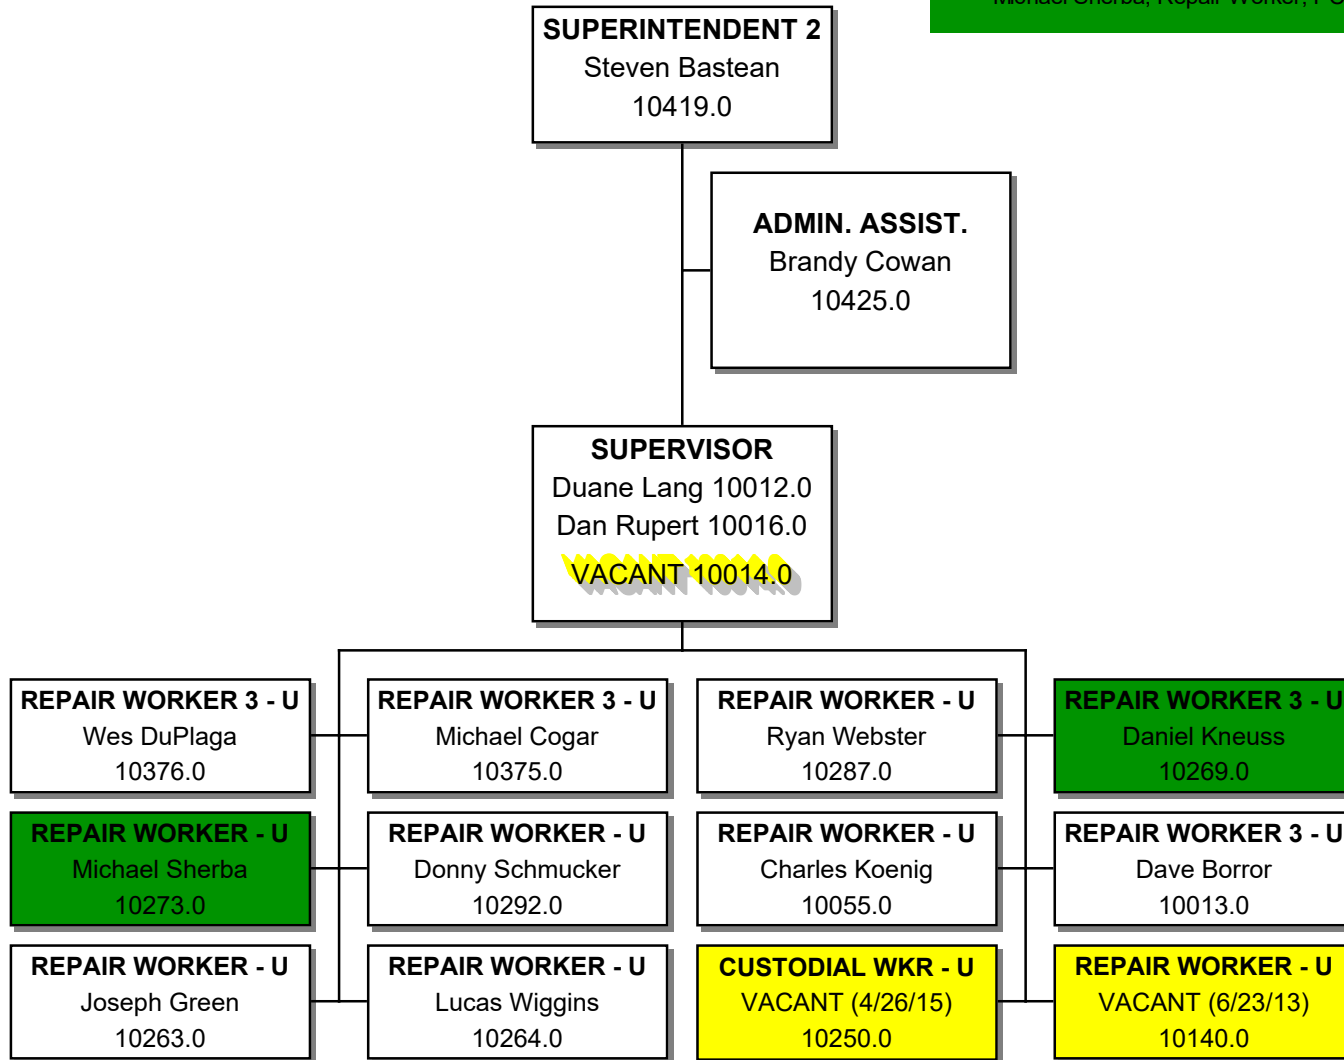 Michael Sherba, Repair Worker,
SUPERINTENDENT 2
Steven Bastean
10419.0
ADMIN. ASSIST.
Brandy Cowan
10425.0
SUPERVISOR
Duane Lang 10012.0
Dan Rupert 10016.0
VACANT 10014.0
REPAIR WORKER 3 - U
Wes DuPlaga
10376.0
REPAIR WORKER 3 - U
Michael Cogar
10375.0
REPAIR WORKER - U
Ryan Webster
10287.0
REPAIR WORKER 3 - U
Daniel Kneuss
10269.0
REPAIR WORKER - U
Michael Sherba
10273.0
REPAIR WORKER - U
Donny Schmucker
10292.0
REPAIR WORKER - U
Charles Koenig
10055.0
REPAIR WORKER 3 - U
Dave Borror
10013.0
REPAIR WORKER - U
Joseph Green
10263.0
REPAIR WORKER - U
Lucas Wiggins
10264.0
CUSTODIAL WKR - U
VACANT (4/26/15)
10250.0
REPAIR WORKER - U
VACANT (6/23/13)
10140.0